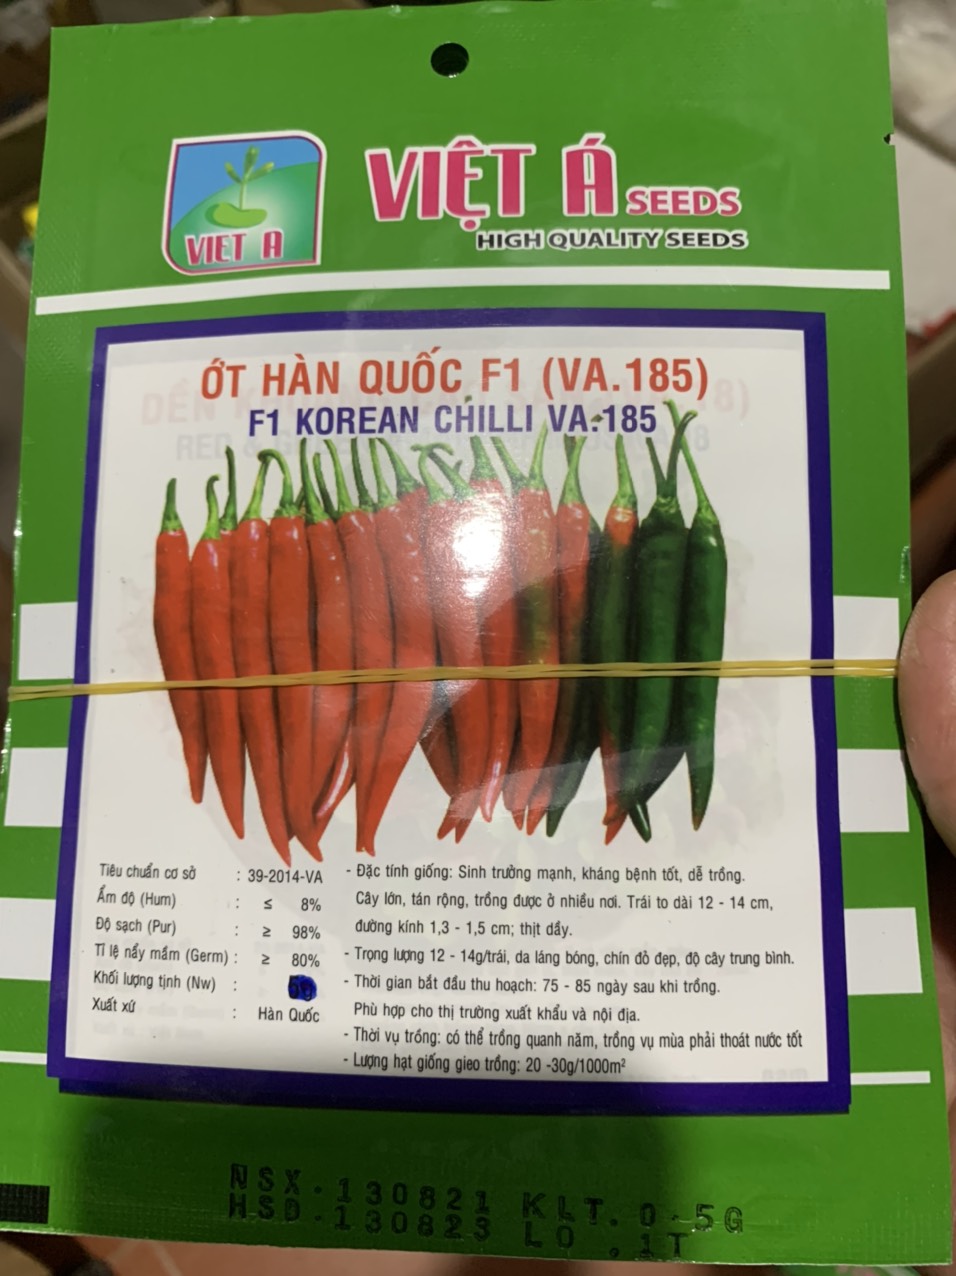 VIỆT Á
VIỆT Á SEEDS
HIGH QUALITY SEEDS
ỚT HÀN QUỐC F1 (VA.185)
F1 KOREAN CHILLI VA.185
Tiêu chuẩn cơ sở : 39-2014-VA
Ẩm độ (Hum) : ≤ 8%
Độ sạch (Pur) : ≥ 98%
Tỉ lệ nẩy mầm (Germ) : ≥ 80%
Khối lượng tịnh (Nw) :
Xuất xứ : Hàn Quốc
- Đặc tính giống: Sinh trưởng mạnh, kháng bệnh tốt, dễ trồng.
Cây lớn, tán rộng, trồng được ở nhiều nơi. Trái to dài 12 - 14 cm,
đường kính 1,3 - 1,5 cm; thịt dầy.
- Trọng lượng 12 - 14g/trái, da láng bóng, chín đỏ đẹp, độ cây trung bình.
- Thời gian bắt đầu thu hoạch: 75 - 85 ngày sau khi trồng.
Phù hợp cho thị trường xuất khẩu và nội địa.
- Thời vụ trồng: có thể trồng quanh năm, trồng vụ mùa phải thoát nước tốt
- Lượng hạt giống gieo trồng: 20 -30g/1000m²
NSX.130821 KLT.0.5G
HSD.130823 LO .1T